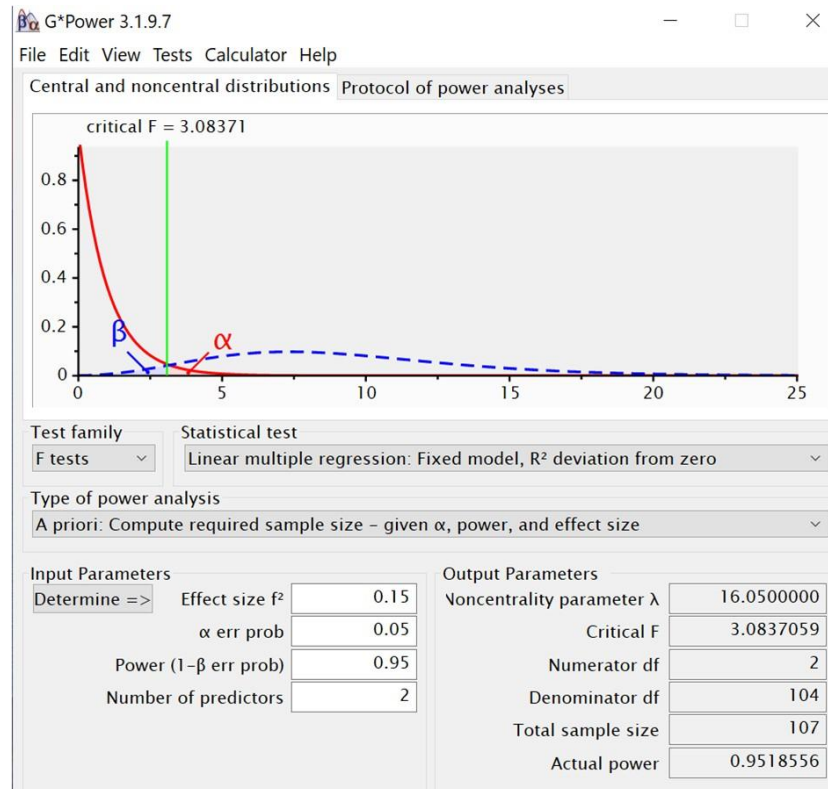 G*Power 3.1.9.7
File Edit View Tests Calculator Help
Central and noncentral distributions Protocol of power analyses
critical F = 3.08371
0.8
0.6
0.4
0.2
0
β
α
0 5 10 15 20 25
Test family Statistical test
F tests Linear multiple regression: Fixed model, R² deviation from zero
Type of power analysis
A priori: Compute required sample size – given α, power, and effect size
Input Parameters Output Parameters
Determine => Effect size f² 0.15 Noncentrality parameter λ 16.0500000
α err prob 0.05 Critical F 3.0837059
Power (1–β err prob) 0.95 Numerator df 2
Number of predictors 2 Denominator df 104
Total sample size 107
Actual power 0.9518556